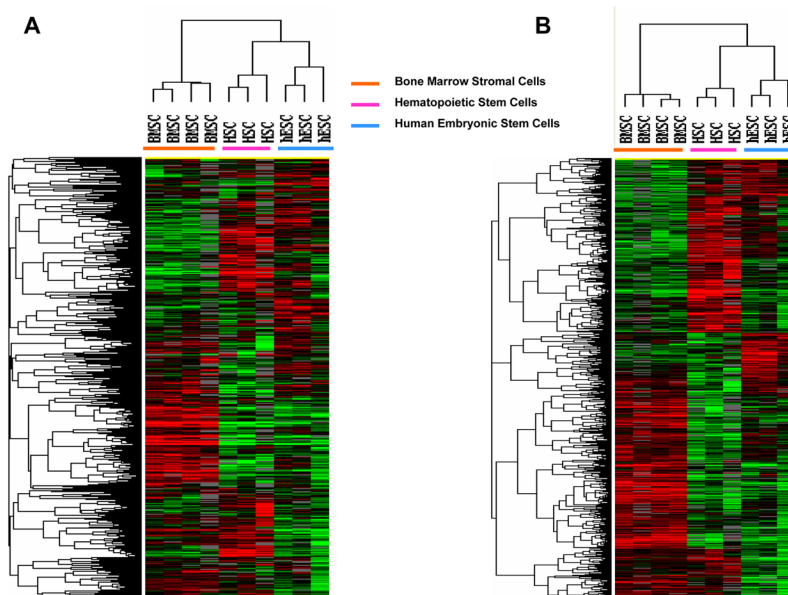 A
B
Bone Marrow Stromal Cells
Hematopoietic Stem Cells
Human Embryonic Stem Cells
BMSC BMSC BMSC BMSC HSC HSC HSC hESC hESC hESC
BMSC BMSC BMSC BMSC HSC HSC HSC hESC hESC hESC